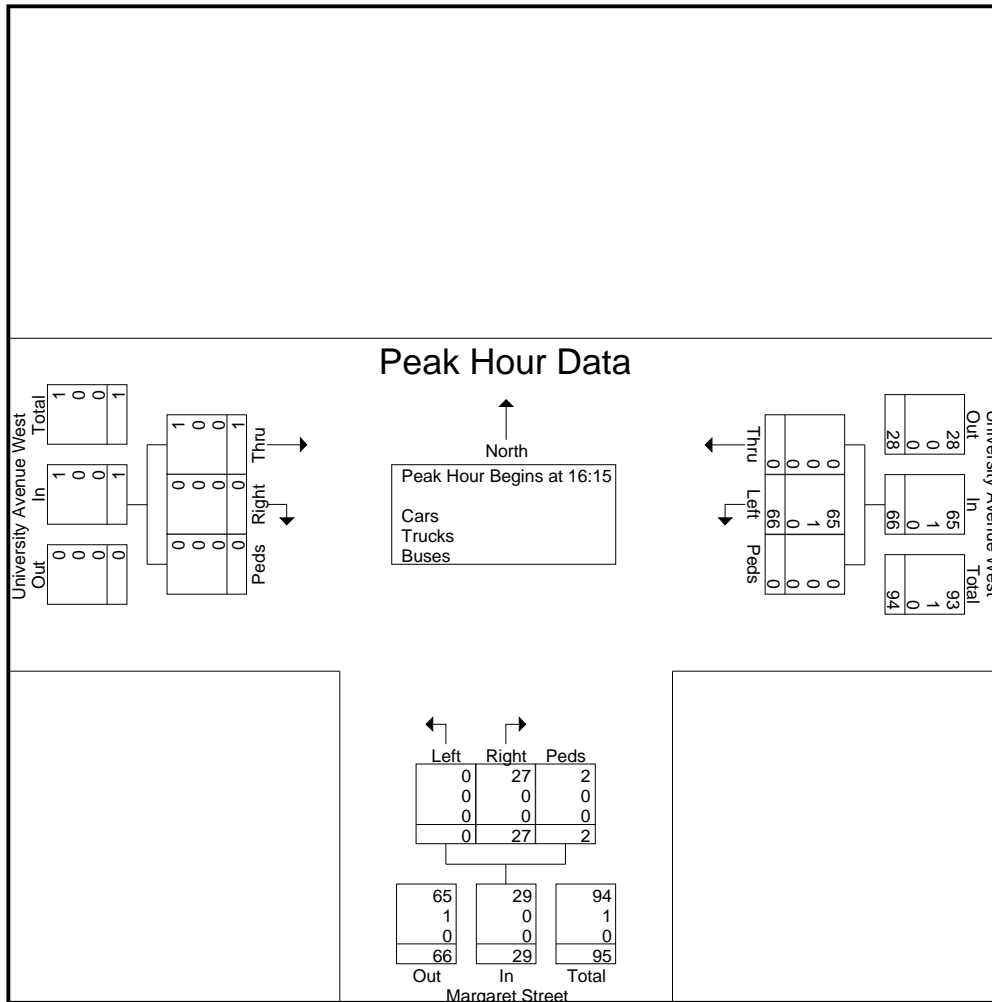 Peak Hour Data
North
Peak Hour Begins at 16:15
Cars
Trucks
Buses
University Avenue West
Out In Total
0 1 1
0 0 0
0 0 0
0 1 1
Peds Right Thru
0 0 1
0 0 0
0 0 0
0 0 1
University Avenue West
Out In Total
28 65 93
0 1 1
0 0 0
28 66 94
Thru Left Peds
0 65 0
0 1 0
0 0 0
0 66 0
Left Right Peds
0 27 2
0 0 0
0 0 0
0 27 2
65 29 94
1 0 1
0 0 0
66 29 95
Out In Total
Margaret Street